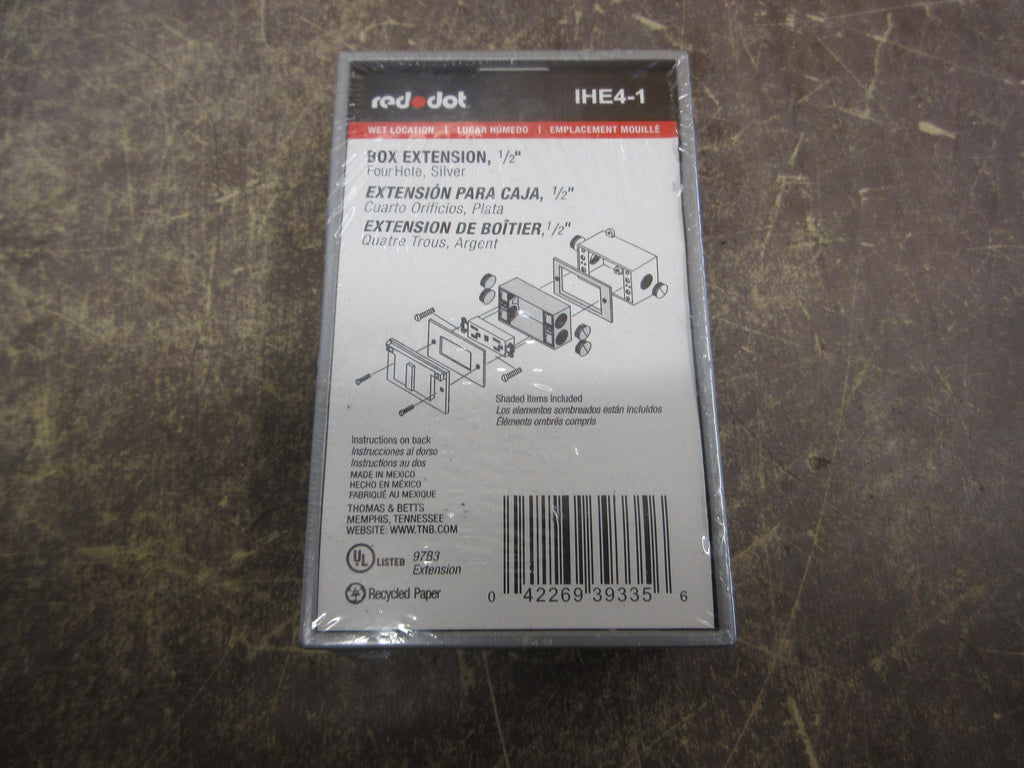 red•dot
IHE4-1
WET LOCATION | LUGAR HÚMEDO | EMPLACEMENT MOUILLÉ
BOX EXTENSION, 1/2"
Four Hole, Silver
EXTENSIÓN PARA CAJA, 1/2"
Cuarto Orificios, Plata
EXTENSION DE BOÎTIER, 1/2"
Quatre Trous, Argent
Shaded items included
Los elementos sombreados están incluidos
Éléments ombrés compris
Instructions on back
Instrucciones al dorso
Instructions au dos
MADE IN MEXICO
HECHO EN MÉXICO
FABRIQUÉ AU MEXIQUE
THOMAS & BETTS
MEMPHIS, TENNESSEE
WEBSITE: WWW.TNB.COM
UL LISTED 97B3
Extension
Recycled Paper
0 42269 39335 6